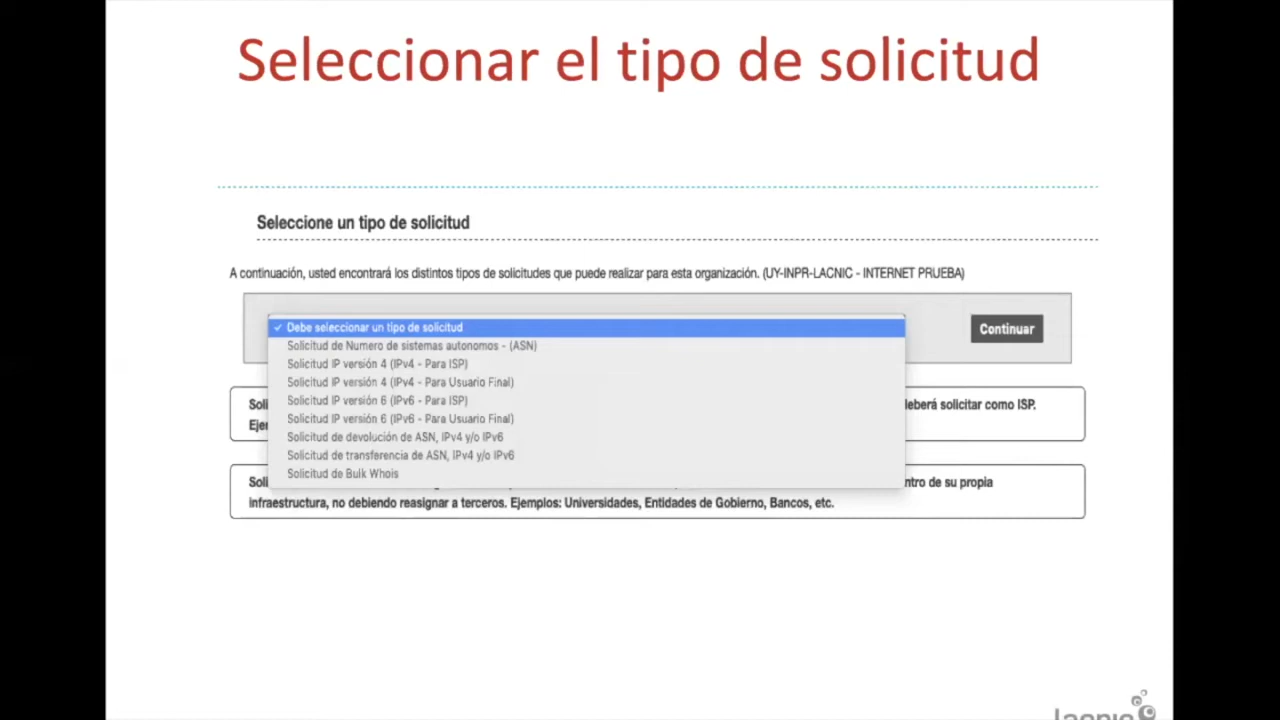 Seleccionar el tipo de solicitud
Seleccione un tipo de solicitud
A continuación, usted encontrará los distintos tipos de solicitudes que puede realizar para esta organización. (UY-INPR-LACNIC - INTERNET PRUEBA)
✓ Debe seleccionar un tipo de solicitud
Continuar
Solicitud de Numero de sistemas autonomos - (ASN)
Solicitud IP versión 4 (IPv4 - Para ISP)
Solicitud IP versión 4 (IPv4 - Para Usuario Final)
Solicitud IP versión 6 (IPv6 - Para ISP)
deberá solicitar como ISP.
Solicitud IP versión 6 (IPv6 - Para Usuario Final)
Solicitud de devolución de ASN, IPv4 y/o IPv6
Solicitud de transferencia de ASN, IPv4 y/o IPv6
Solicitud de Bulk Whois
de su propia
infraestructura, no debiendo reasignar a terceros. Ejemplos: Universidades, Entidades de Gobierno, Bancos, etc.
lacnic